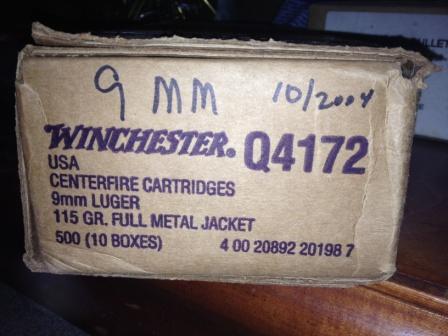 9 MM 10/2004
WINCHESTER® Q4172
USA
CENTERFIRE CARTRIDGES
9mm LUGER
115 GR. FULL METAL JACKET
500 (10 BOXES) 4 00 20892 20198 7